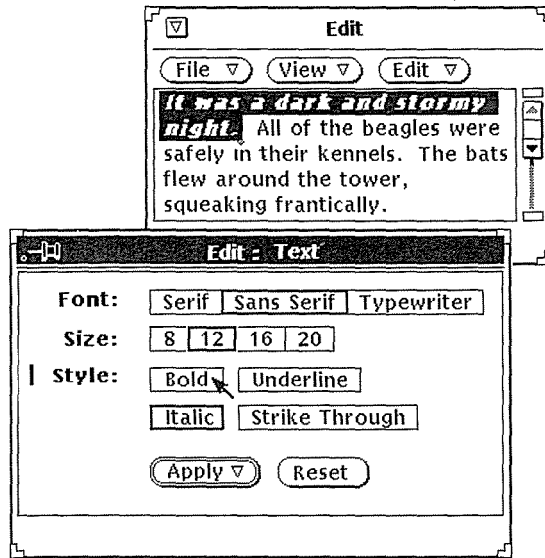 Edit
File View Edit
It was a dark and stormy
night. All of the beagles were
safely in their kennels. The bats
flew around the tower,
squeaking frantically.
Edit : Text
Font: Serif Sans Serif Typewriter
Size: 8 12 16 20
Style: Bold Underline
Italic Strike Through
Apply Reset